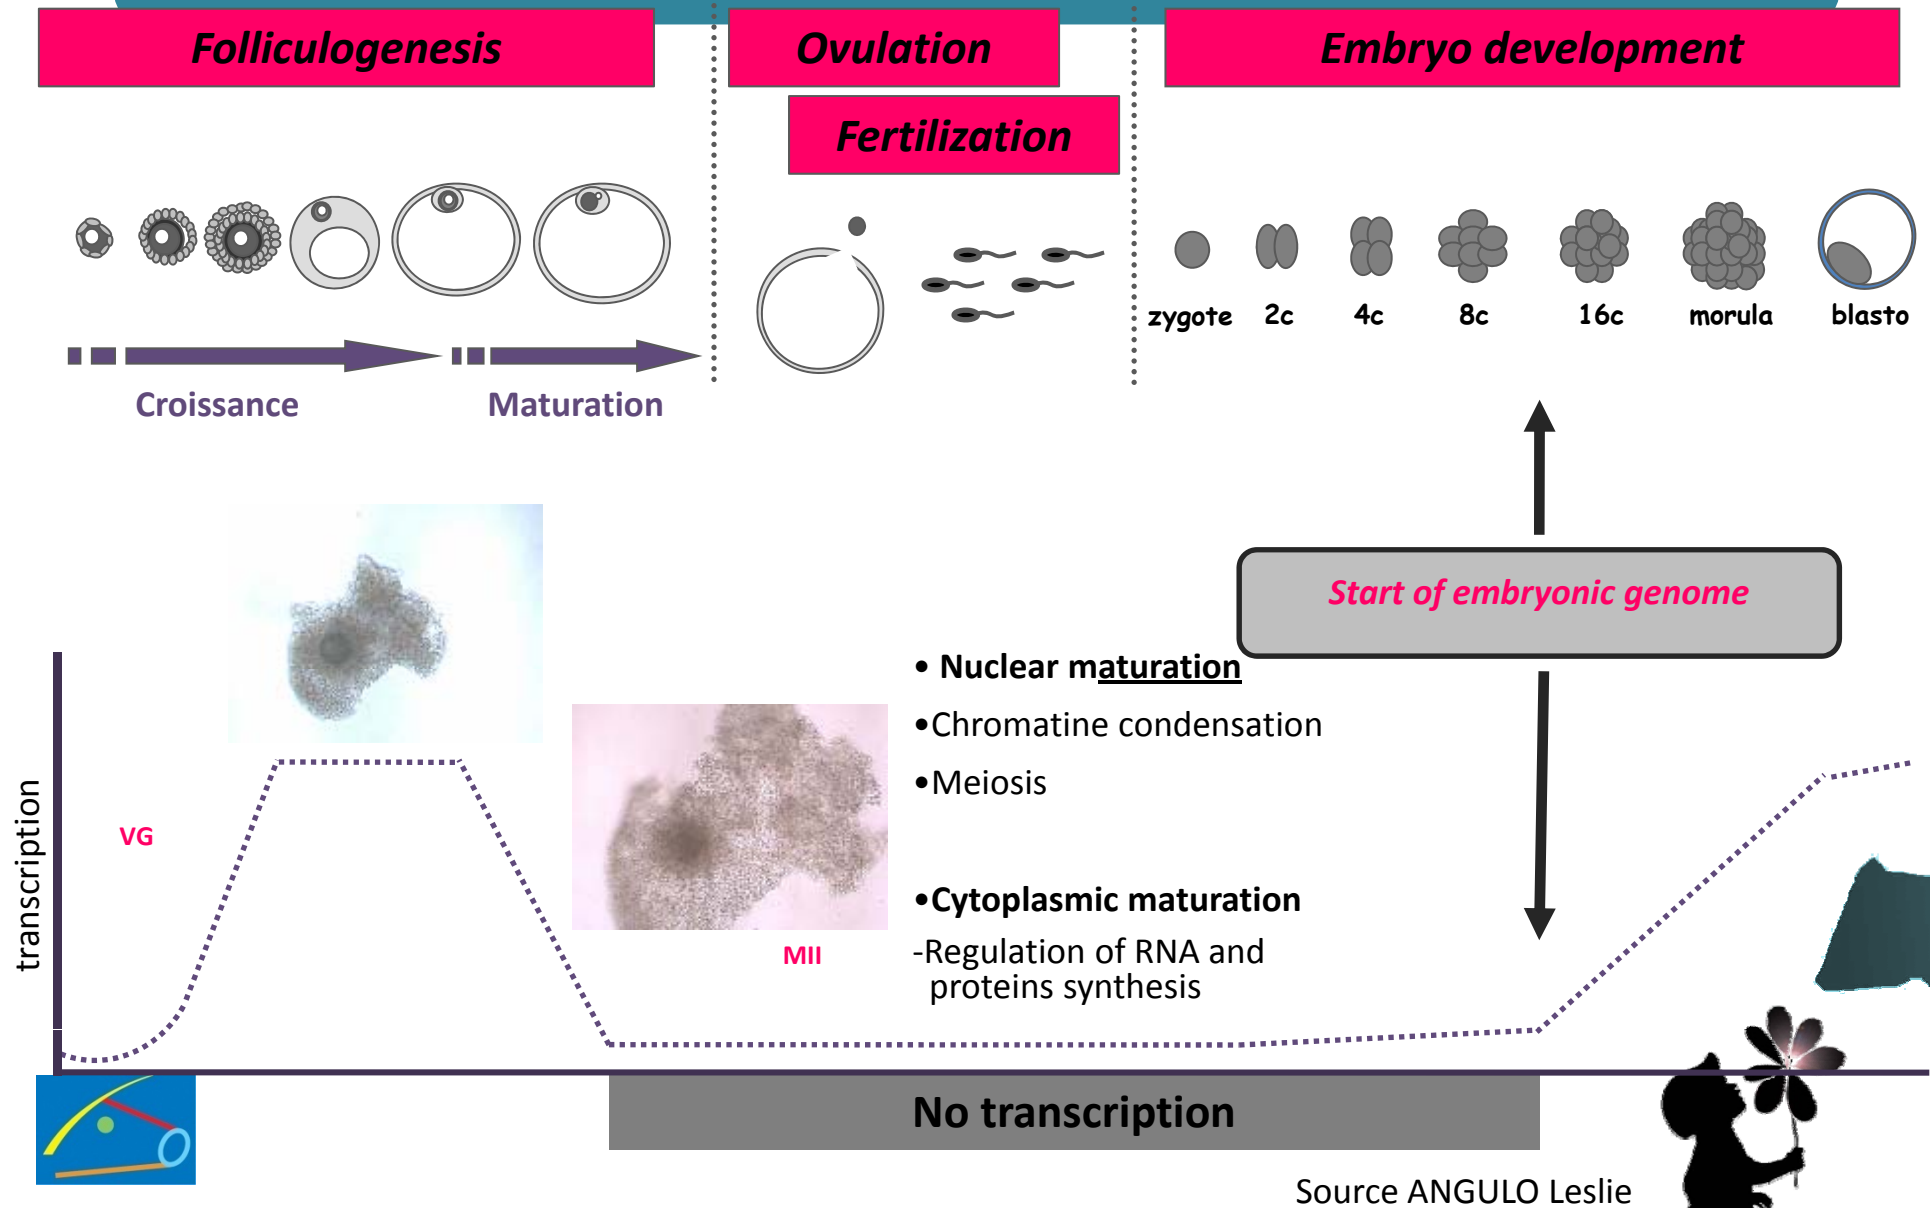 Folliculogenesis
Ovulation
Embryo development
Fertilization
zygote
2c
4c
8c
16c
morula
blasto
Croissance
Maturation
Start of embryonic genome
• Nuclear maturation
•Chromatine condensation
•Meiosis
transcription
VG
•Cytoplasmic maturation
MII
-Regulation of RNA and
proteins synthesis
No transcription
Source ANGULO Leslie